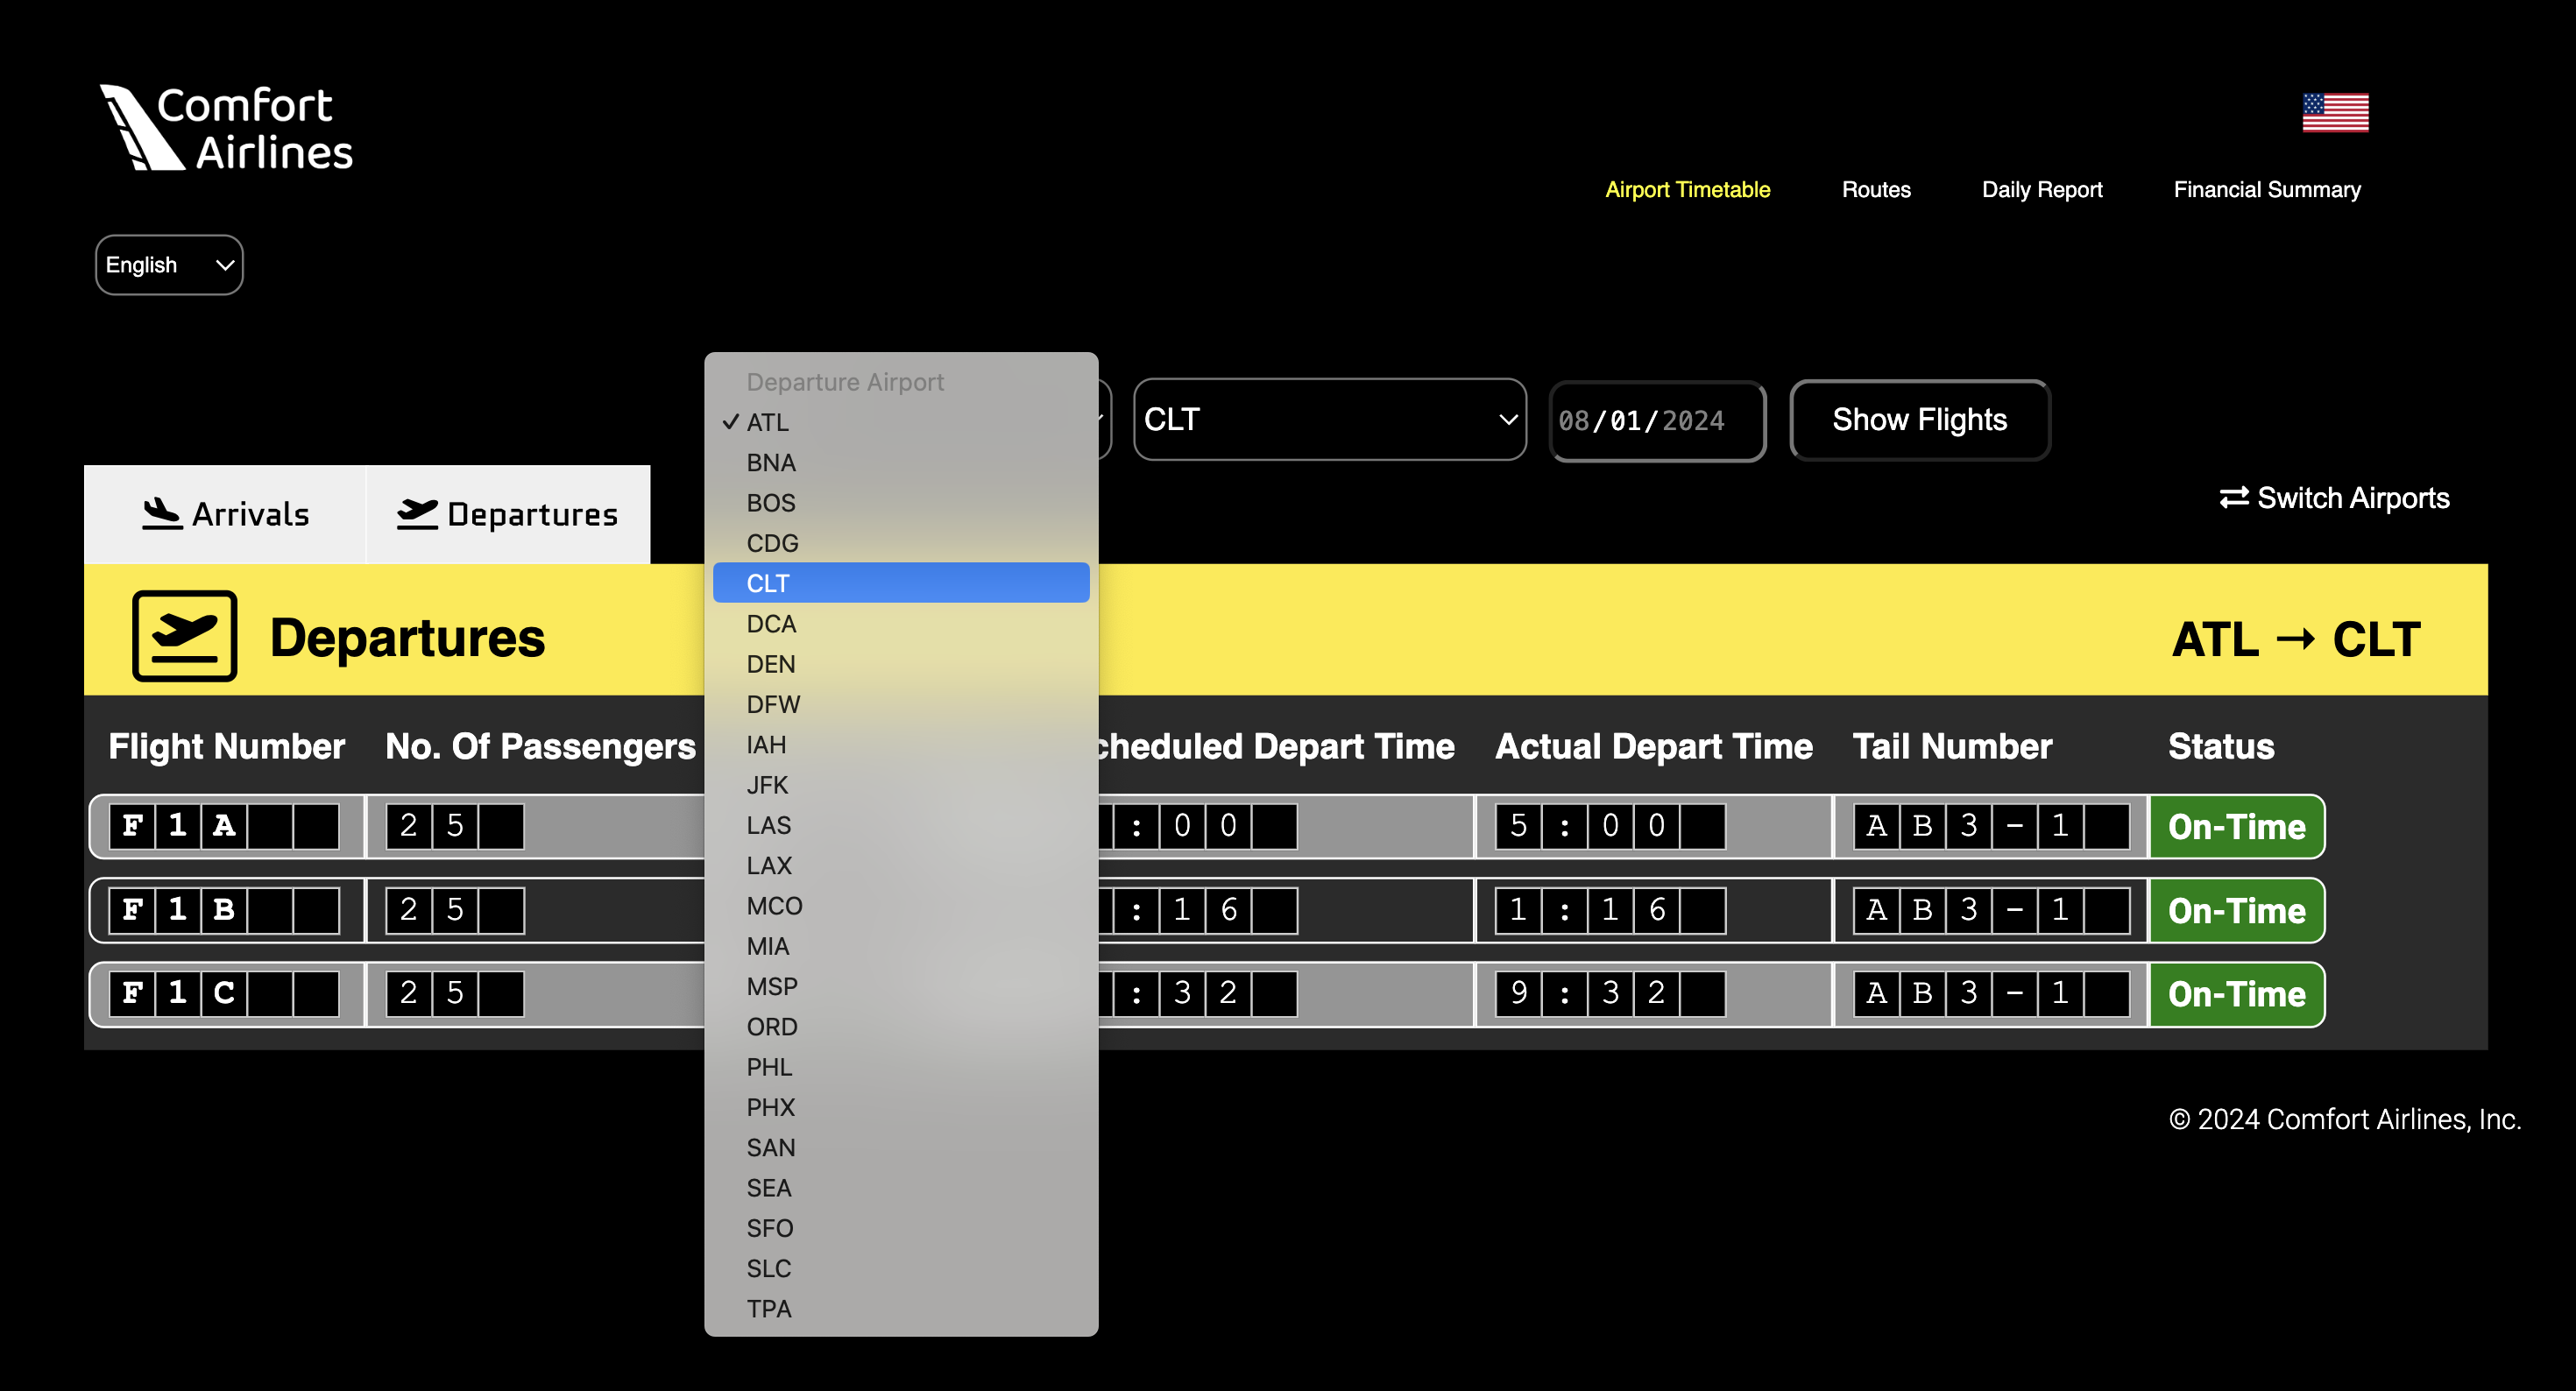 Comfort
Airlines
Airport Timetable Routes Daily Report Financial Summary
English
Departure Airport
ATL
BNA
BOS
CDG
CLT
DCA
DEN
DFW
IAH
JFK
LAS
LAX
MCO
MIA
MSP
ORD
PHL
PHX
SAN
SEA
SFO
SLC
TPA
CLT 08/01/2024 Show Flights
Arrivals Departures
Switch Airports
Departures ATL → CLT
Flight Number No. Of Passengers cheduled Depart Time Actual Depart Time Tail Number Status
F1A 25 :00 5:00 AB3-1 On-Time
F1B 25 :16 1:16 AB3-1 On-Time
F1C 25 :32 9:32 AB3-1 On-Time
© 2024 Comfort Airlines, Inc.